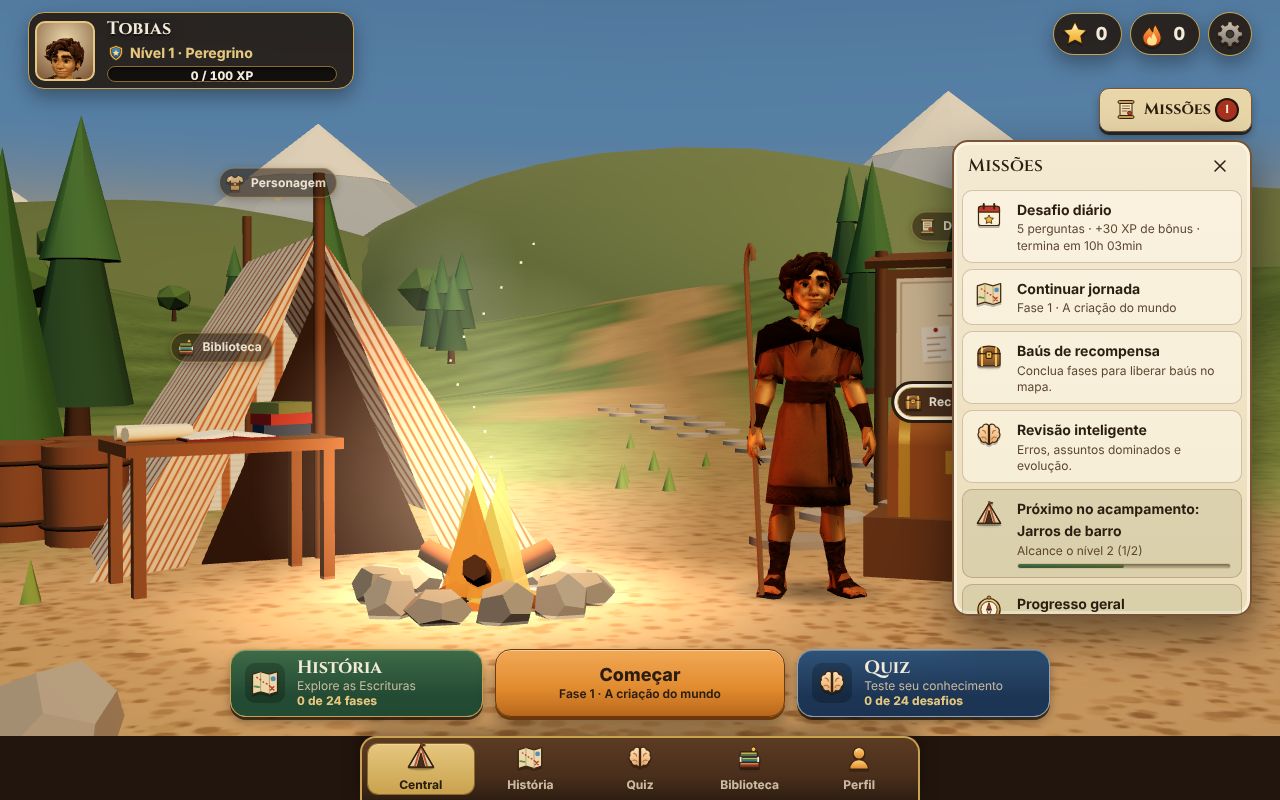 Tobias
Nível 1 · Peregrino
0 / 100 XP
0
0
Missões
Missões
Personagem
Biblioteca
D
Rec
Desafio diário
5 perguntas · +30 XP de bônus ·
termina em 10h 03min
Continuar jornada
Fase 1 · A criação do mundo
Baús de recompensa
Conclua fases para liberar baús no
mapa.
Revisão inteligente
Erros, assuntos dominados e
evolução.
Próximo no acampamento:
Jarros de barro
Alcance o nível 2 (1/2)
Progresso geral
História
Explore as Escrituras
0 de 24 fases
Começar
Fase 1 · A criação do mundo
Quiz
Teste seu conhecimento
0 de 24 desafios
Central
História
Quiz
Biblioteca
Perfil